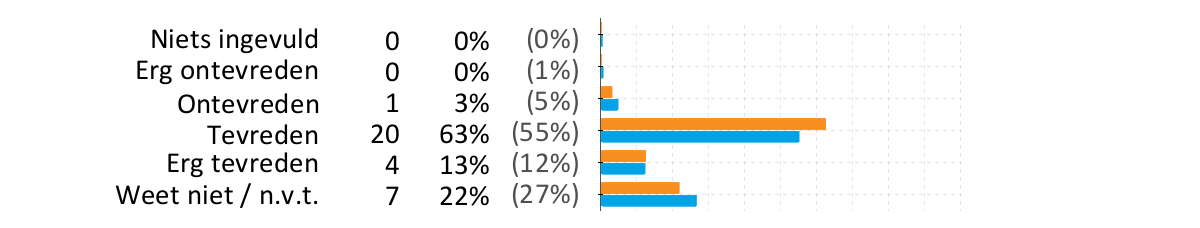 Niets ingevuld 0 0% (0%)
Erg ontevreden 0 0% (1%)
Ontevreden 1 3% (5%)
Tevreden 20 63% (55%)
Erg tevreden 4 13% (12%)
Weet niet / n.v.t. 7 22% (27%)